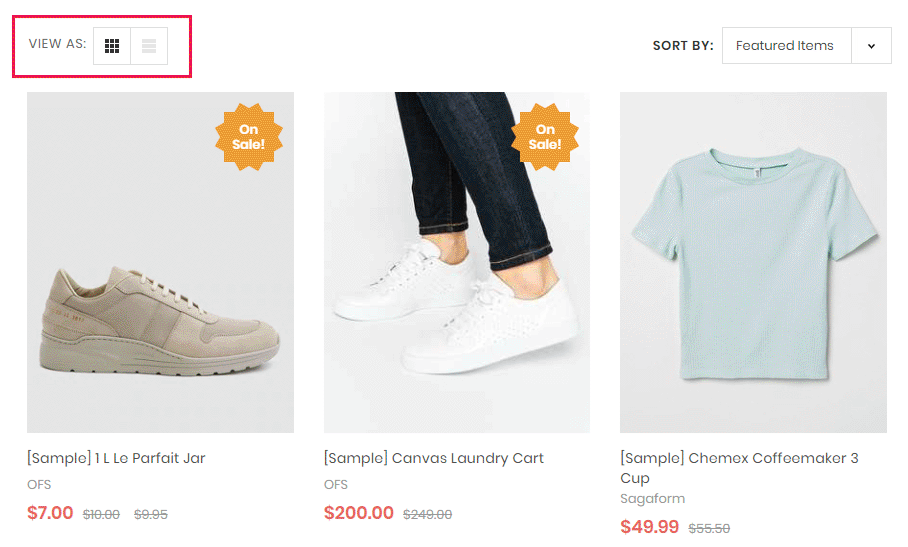 VIEW AS:
SORT BY: Featured Items
On
Sale!
On
Sale!
[Sample] 1 L Le Parfait Jar
OFS
$7.00 $10.00 $9.95
[Sample] Canvas Laundry Cart
OFS
$200.00 $249.00
[Sample] Chemex Coffeemaker 3
Cup
Sagaform
$49.99 $55.50